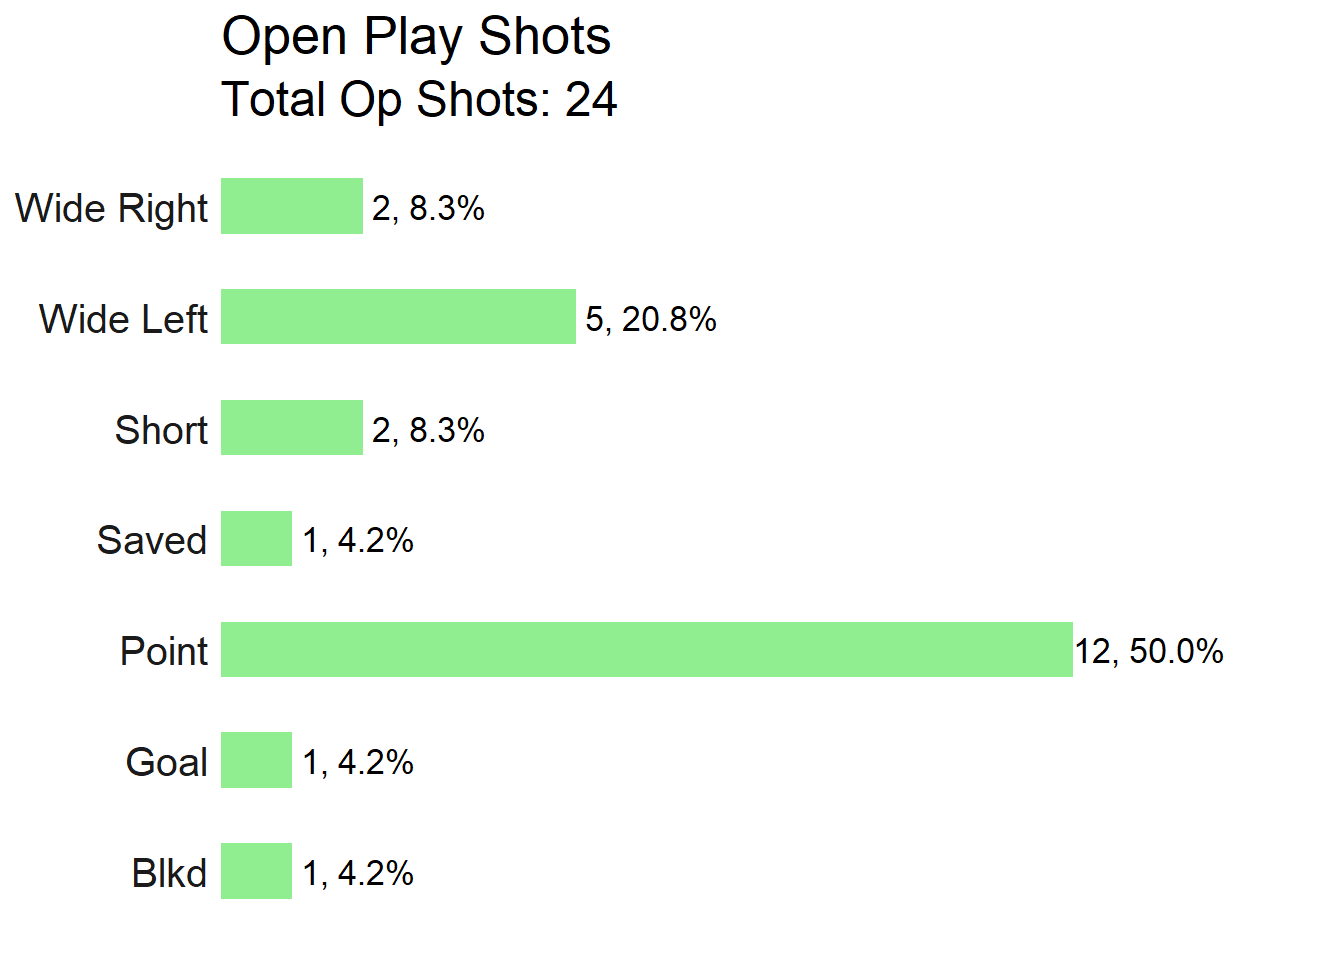 Open Play Shots
Total Op Shots: 24
Wide Right 2, 8.3%
Wide Left 5, 20.8%
Short 2, 8.3%
Saved 1, 4.2%
Point 12, 50.0%
Goal 1, 4.2%
Blkd 1, 4.2%